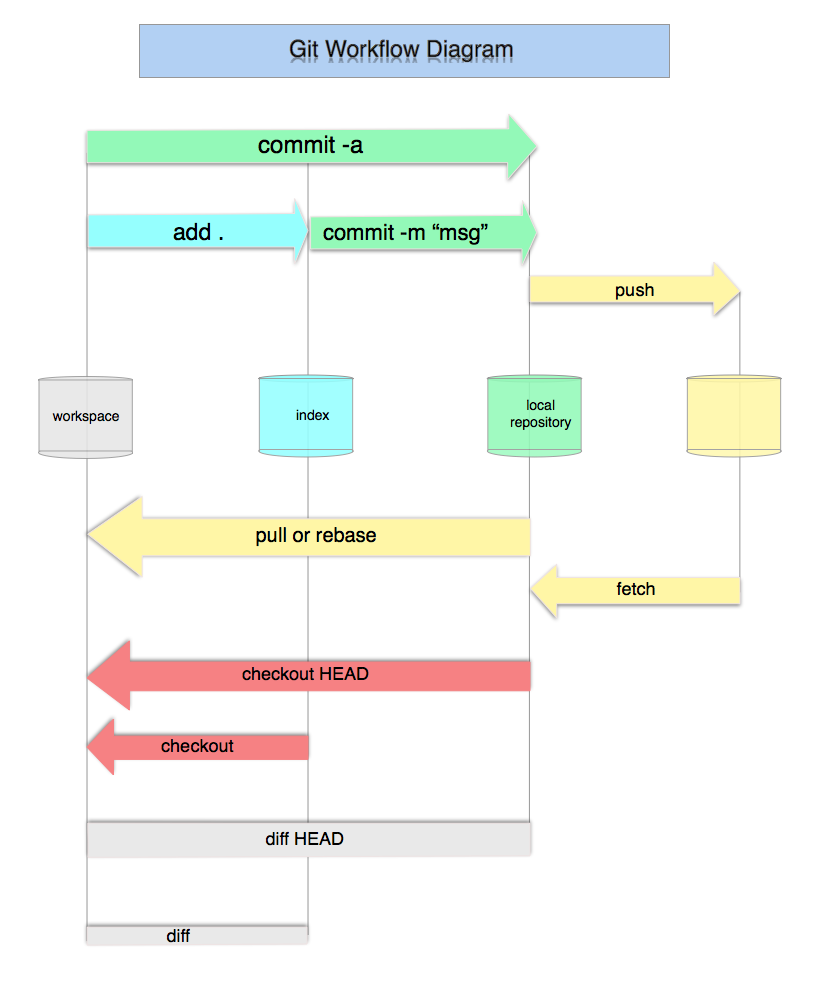 Git Workflow Diagram
commit -a
add .
commit -m “msg”
push
workspace
index
local
repository
pull or rebase
fetch
checkout HEAD
checkout
diff HEAD
diff